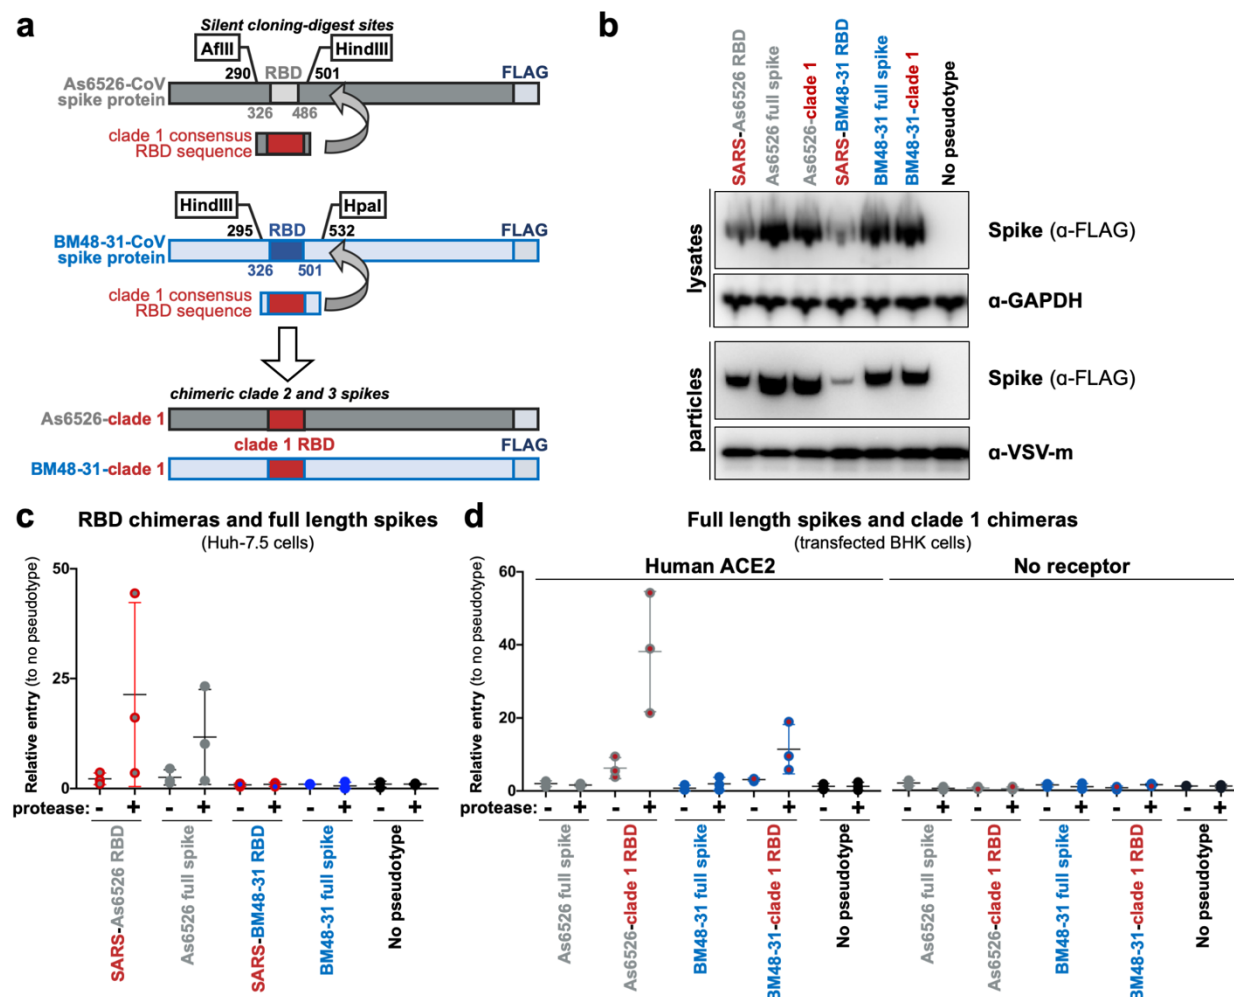 a
Silent cloning-digest sites
AflII
HindIII
290
RBD
501
FLAG
As6526-CoV
spike protein
326
486
clade 1 consensus
RBD sequence
HindIII
HpaI
295
RBD
532
FLAG
BM48-31-CoV
spike protein
326
501
clade 1 consensus
RBD sequence
chimeric clade 2 and 3 spikes
As6526-clade 1
clade 1 RBD
FLAG
BM48-31-clade 1
b
SARS-As6526 RBD
As6526 full spike
As6526-clade 1
SARS-BM48-31 RBD
BM48-31 full spike
BM48-31-clade 1
No pseudotype
lysates
Spike (α-FLAG)
α-GAPDH
particles
Spike (α-FLAG)
α-VSV-m
c
RBD chimeras and full length spikes
(Huh-7.5 cells)
Relative entry (to no pseudotype)
50
25
0
protease:
- + - + - + - + - +
SARS-As6526 RBD
As6526 full spike
SARS-BM48-31 RBD
BM48-31 full spike
No pseudotype
d
Full length spikes and clade 1 chimeras
(transfected BHK cells)
Human ACE2
No receptor
Relative entry (to no pseudotype)
60
40
20
0
protease:
- + - + - + - + - + - + - + - + - + - +
As6526 full spike
As6526-clade 1 RBD
BM48-31 full spike
BM48-31-clade 1 RBD
No pseudotype
As6526 full spike
As6526-clade 1 RBD
BM48-31 full spike
BM48-31-clade 1 RBD
No pseudotype